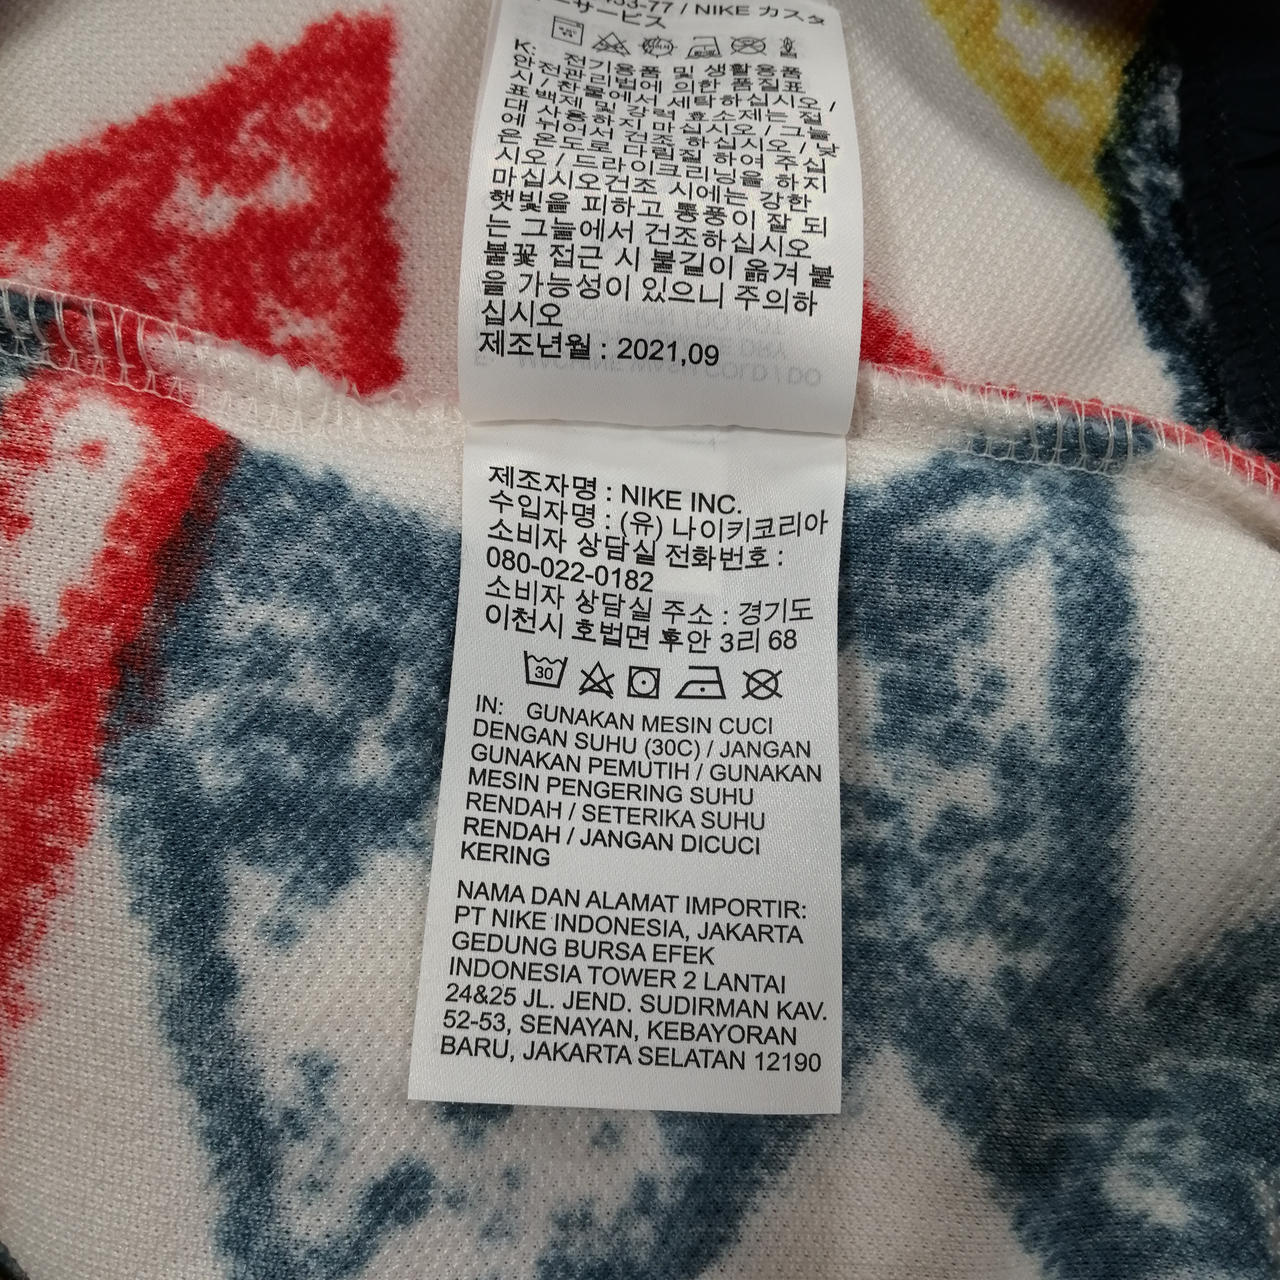 53-77 / NIKE カスタ
サービス
K: 전기용품 및 생활용품
안전관리법에 의한 품질표
시 / 찬물에서 세탁하십시오 /
표백제 및 강력 효소제는 절
대 사용하지 마십시오 / 그늘
에 뉘어서 건조 하십시오 / 낮
은 온도로 다림질 하여 주십
시오 / 드라이크리닝을 하지
마십시오건조 시에는 강한
햇빛을 피하고 통풍이 잘 되
는 그늘에서 건조하십시오
불꽃 접근 시 불길이 옮겨 붙
을 가능성이 있으니 주의하
십시오
제조년월 : 2021,09
제조자명 : NIKE INC.
수입자명 : (유) 나이키코리아
소비자 상담실 전화번호 :
080-022-0182
소비자 상담실 주소 : 경기도
이천시 호법면 후안 3리 68
30
IN: GUNAKAN MESIN CUCI
DENGAN SUHU (30C) / JANGAN
GUNAKAN PEMUTIH / GUNAKAN
MESIN PENGERING SUHU
RENDAH / SETERIKA SUHU
RENDAH / JANGAN DICUCI
KERING
NAMA DAN ALAMAT IMPORTIR:
PT NIKE INDONESIA, JAKARTA
GEDUNG BURSA EFEK
INDONESIA TOWER 2 LANTAI
24&25 JL. JEND. SUDIRMAN KAV.
52-53, SENAYAN, KEBAYORAN
BARU, JAKARTA SELATAN 12190